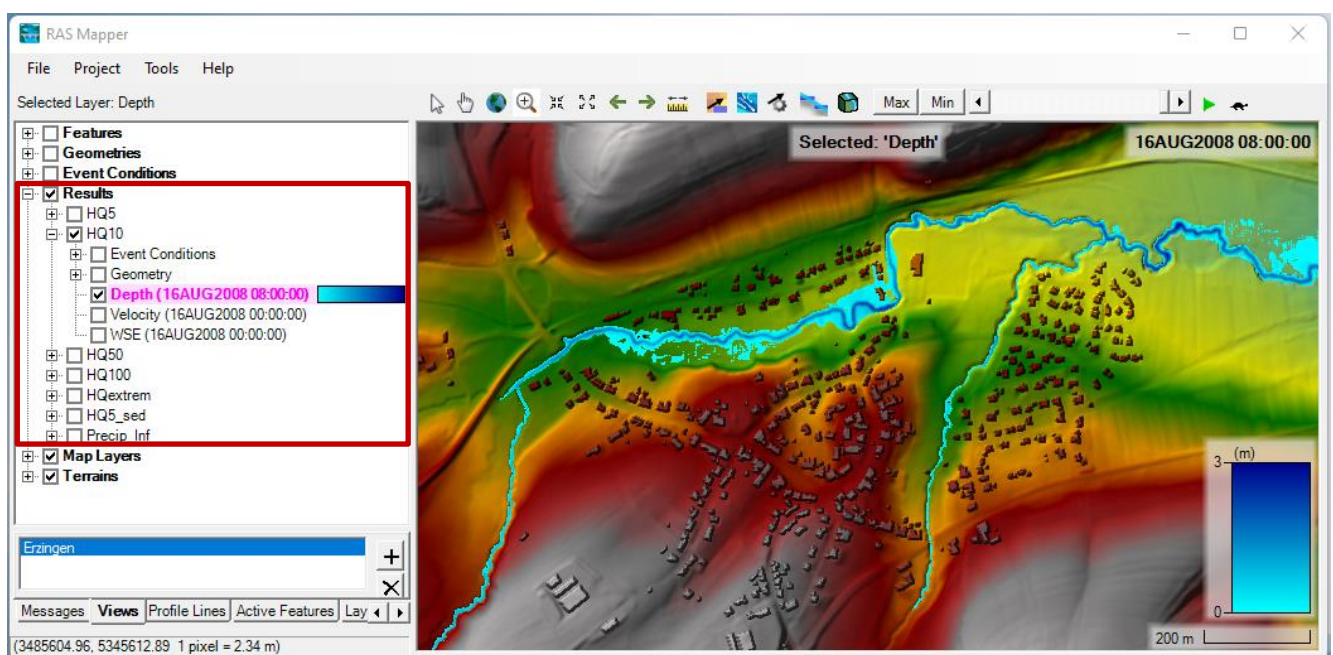 RAS Mapper
File Project Tools Help
Selected Layer: Depth
Max Min
Features
Geometries
Event Conditions
Results
HQ5
HQ10
Event Conditions
Geometry
Depth (16AUG2008 08:00:00)
Velocity (16AUG2008 00:00:00)
WSE (16AUG2008 00:00:00)
HQ50
HQ100
HQextrem
HQ5_sed
Precip_Inf
Map Layers
Terrains
Erzingen
Messages Views Profile Lines Active Features Lay
(3485604.96, 5345612.89 1 pixel = 2.34 m)
Selected: 'Depth'
16AUG2008 08:00:00
(m)
3
0
200 m